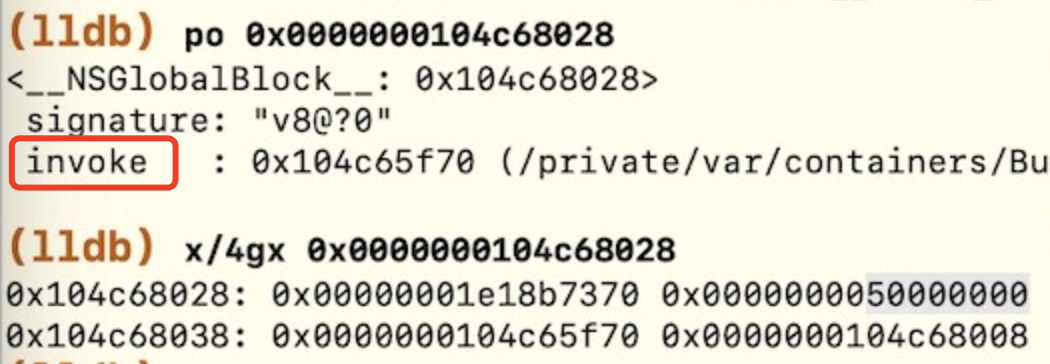 (lldb) po 0x0000000104c68028
<__NSGlobalBlock__: 0x104c68028>
signature: "v8@?0"
invoke : 0x104c65f70 (/private/var/containers/Bu
(lldb) x/4gx 0x0000000104c68028
0x104c68028: 0x00000001e18b7370 0x0000000050000000
0x104c68038: 0x0000000104c65f70 0x0000000104c68008